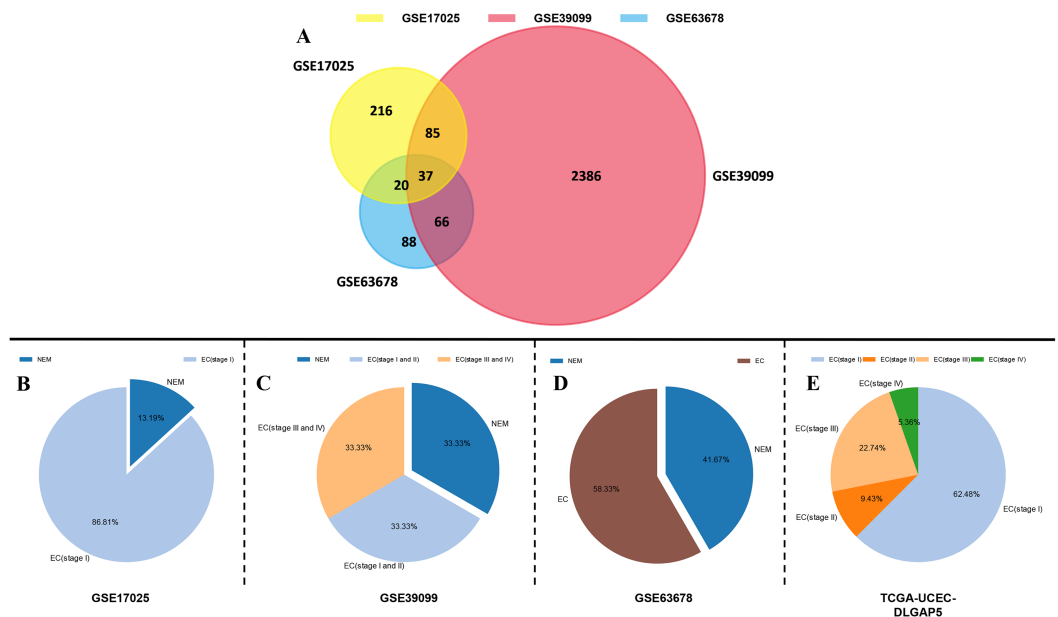 GSE17025 GSE39099 GSE63678
A
GSE17025
216
85
20
37
2386
GSE39099
66
88
GSE63678
NEM EC(stage I)
B
NEM
13.19%
86.81%
EC(stage I)
GSE17025
NEM EC(stage I and II) EC(stage III and IV)
C
NEM
EC(stage III and IV)
33.33%
33.33%
33.33%
EC(stage I and II)
GSE39099
NEM EC
D
NEM
41.67%
58.33%
EC
GSE63678
EC(stage I) EC(stage II) EC(stage III) EC(stage IV)
E
EC(stage IV)
5.36%
EC(stage III)
22.74%
62.48%
9.43%
EC(stage I)
EC(stage II)
TCGA-UCEC-
DLGAP5